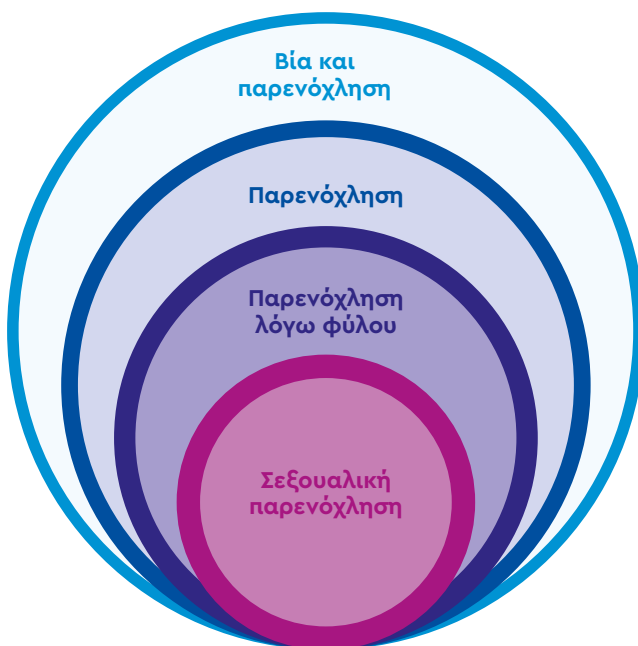 Βία και
παρενόχληση
Παρενόχληση
Παρενόχληση
λόγω φύλου
Σεξουαλική
παρενόχληση